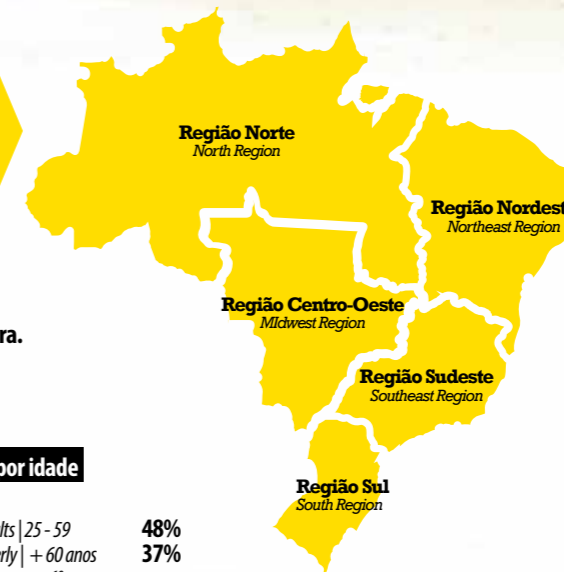 Região Norte
North Region
Região Nordest
Northeast Region
Região Centro-Oeste
MIdwest Region
ra.
Região Sudeste
Southeast Region
por idade
Região Sul
South Region
lts | 25 - 59 48%
erly | + 60 anos 37%